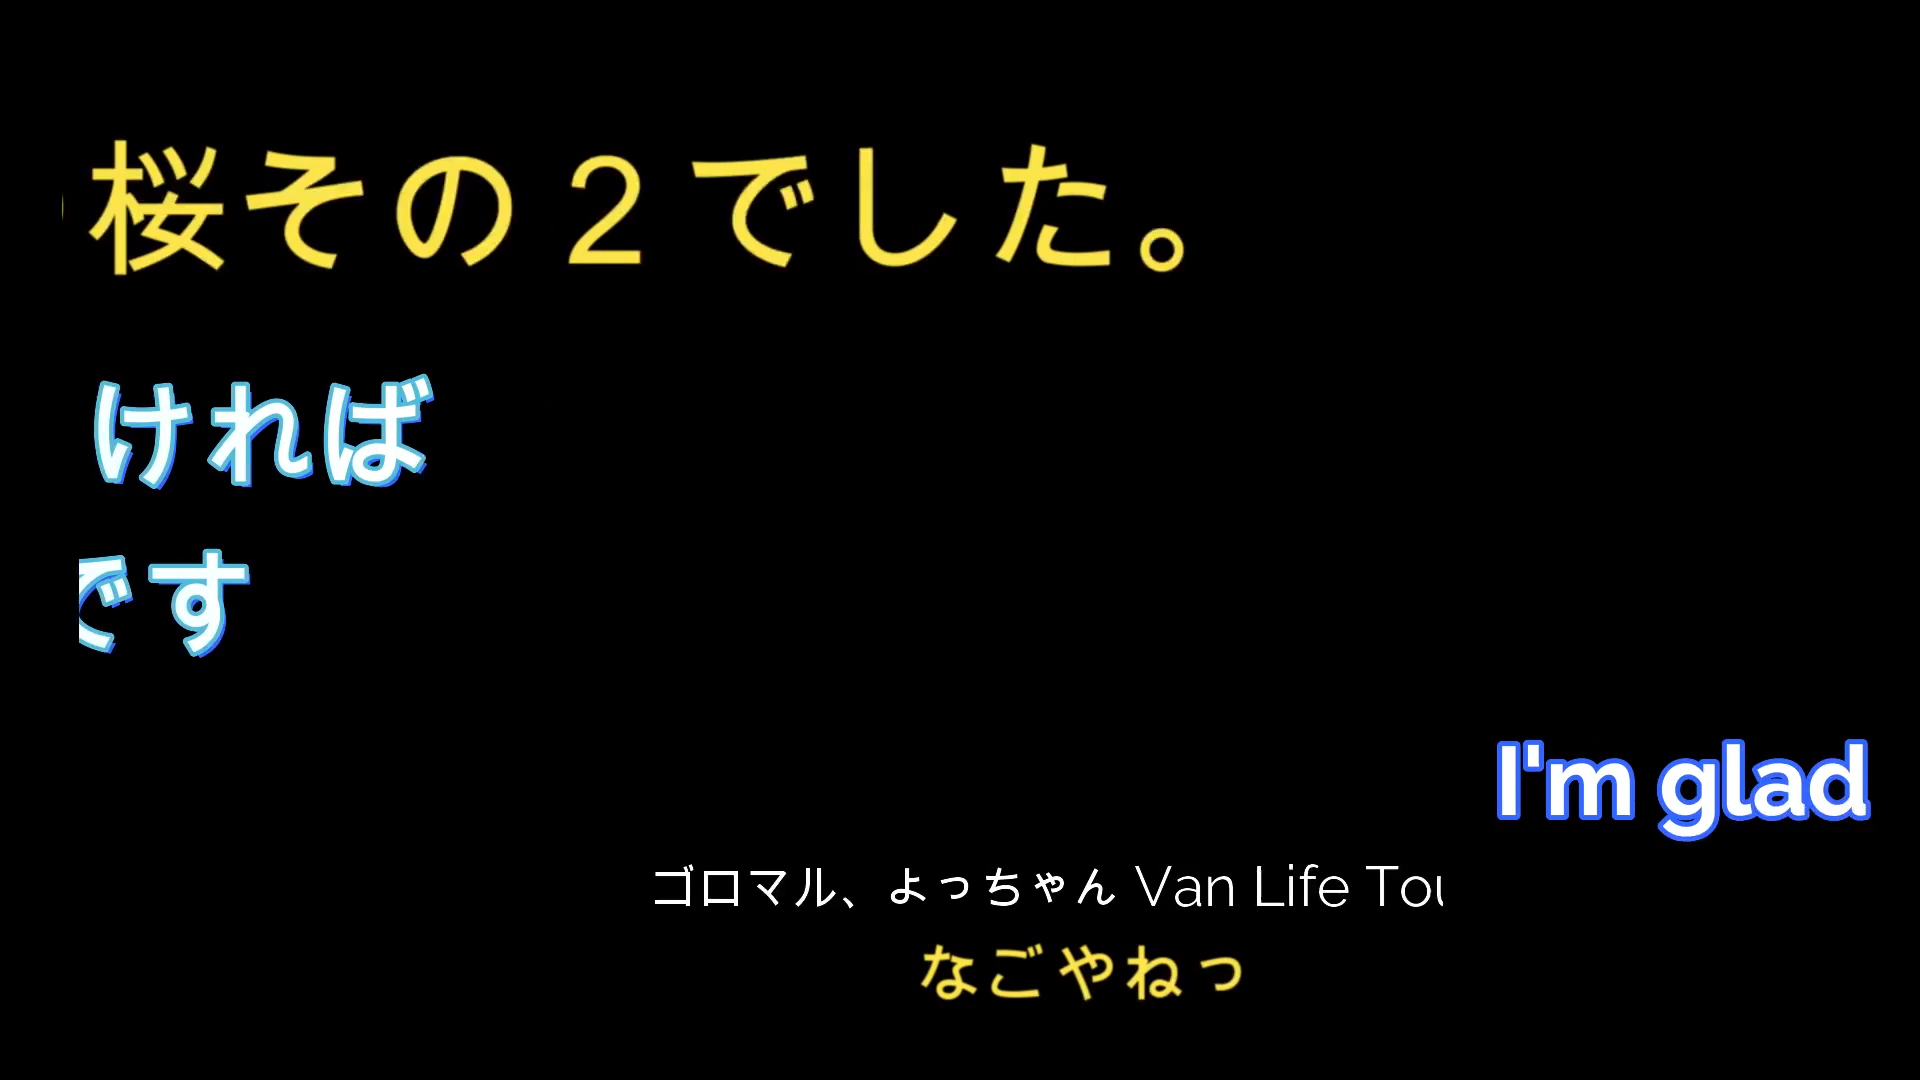 桜その２でした。
ければ
です
I'm glad
ゴロマル、よっちゃん Van Life Tou
なごやねっ